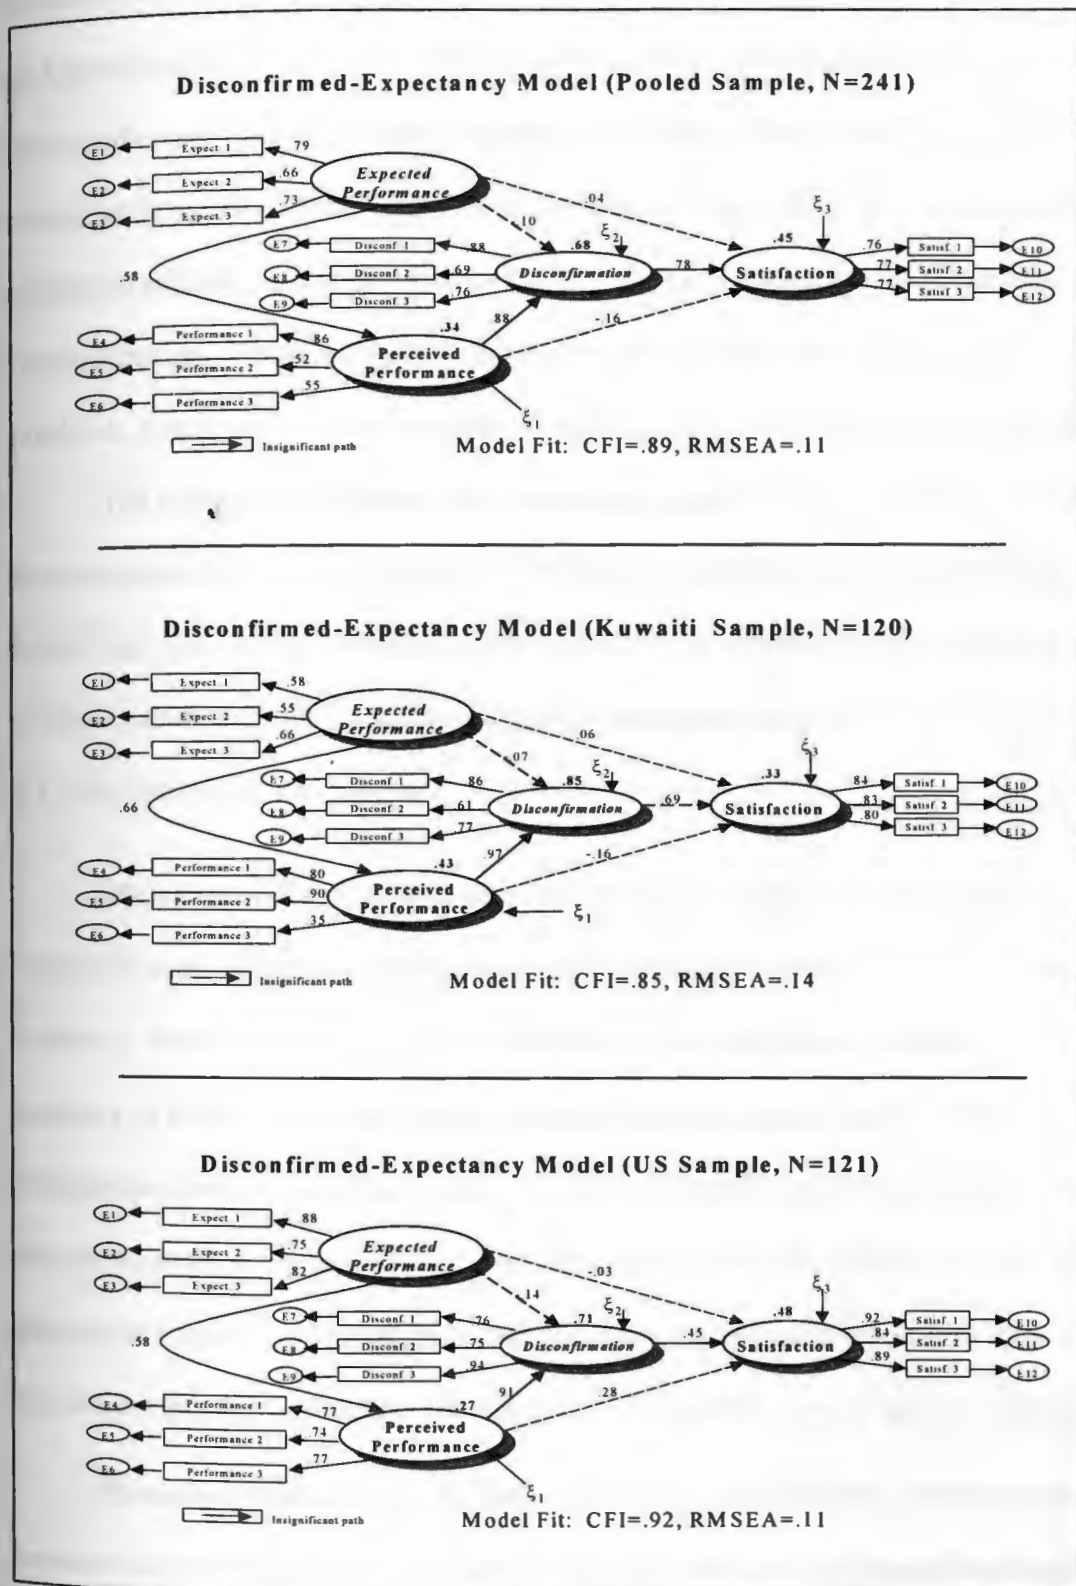 Disconfirmed-Expectancy Model (Pooled Sample, N=241)
E1 Expect 1 .79
E2 Expect 2 .66
E3 Expect 3 .73
Expected Performance
.04
.10
ξ3
ξ2
E7 Disconf 1 .88
E8 Disconf 2 .69
E9 Disconf 3 .76
.68
Disconfirmation
.78
.45
Satisfaction
.76 Satisf. 1 E10
.77 Satisf 2 E11
.77 Satisf 3 E12
.58
.88
-.16
E4 Performance 1 .86
E5 Performance 2 .52
E6 Performance 3 .55
.34
Perceived Performance
ξ1
Insignificant path
Model Fit: CFI=.89, RMSEA=.11
Disconfirmed-Expectancy Model (Kuwaiti Sample, N=120)
E1 Expect 1 .58
E2 Expect 2 .55
E3 Expect 3 .66
Expected Performance
.06
.07
ξ3
ξ2
E7 Disconf 1 .86
E8 Disconf 2 .61
E9 Disconf 3 .77
.85
Disconfirmation
.69
.33
Satisfaction
.84 Satisf. 1 E10
.83 Satisf 2 E11
.80 Satisf 3 E12
.66
.97
-.16
E4 Performance 1 .80
E5 Performance 2 .90
E6 Performance 3 .35
.43
Perceived Performance
ξ1
Insignificant path
Model Fit: CFI=.85, RMSEA=.14
Disconfirmed-Expectancy Model (US Sample, N=121)
E1 Expect 1 .88
E2 Expect 2 .75
E3 Expect 3 .82
Expected Performance
-.03
.14
ξ3
ξ2
E7 Disconf 1 .76
E8 Disconf 2 .75
E9 Disconf 3 .94
.71
Disconfirmation
.45
.48
Satisfaction
.92 Satisf. 1 E10
.84 Satisf 2 E11
.89 Satisf 3 E12
.58
.91
.28
E4 Performance 1 .77
E5 Performance 2 .74
E6 Performance 3 .77
.27
Perceived Performance
ξ1
Insignificant path
Model Fit: CFI=.92, RMSEA=.11